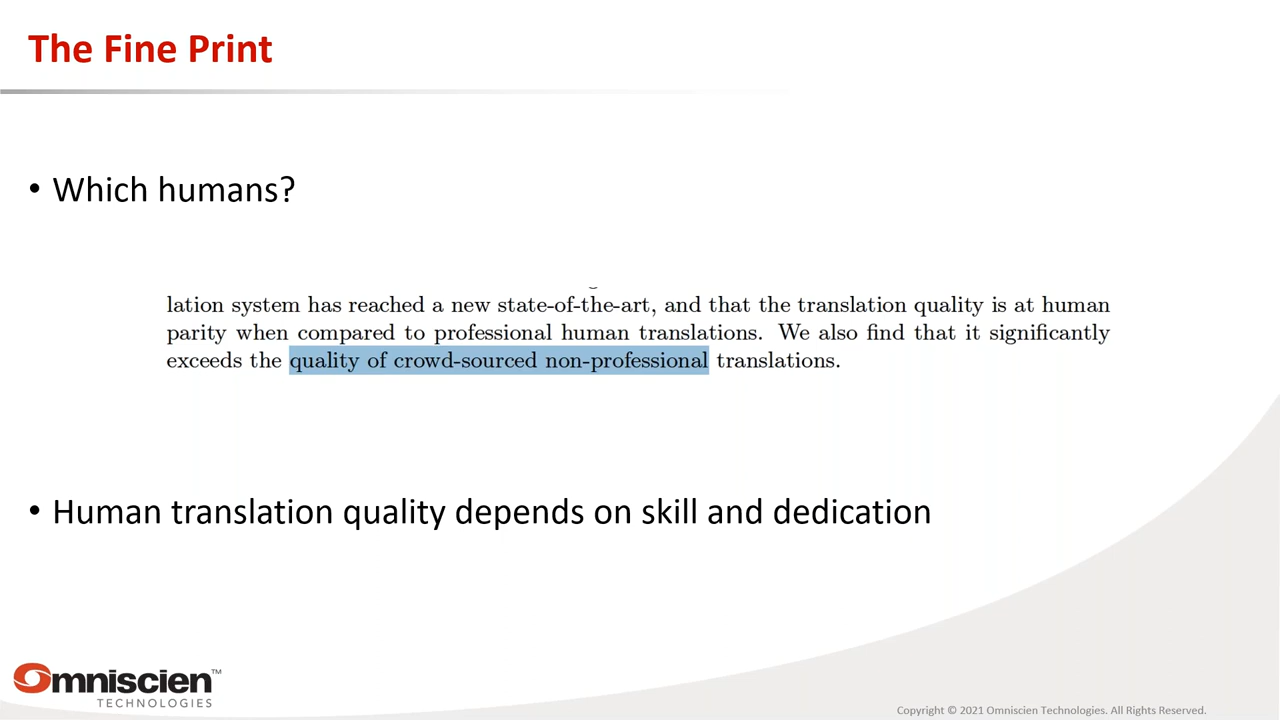 The Fine Print
• Which humans?
lation system has reached a new state-of-the-art, and that the translation quality is at human
parity when compared to professional human translations. We also find that it significantly
exceeds the quality of crowd-sourced non-professional translations.
• Human translation quality depends on skill and dedication
Omniscien™
TECHNOLOGIES
Copyright © 2021 Omniscien Technologies. All Rights Reserved.